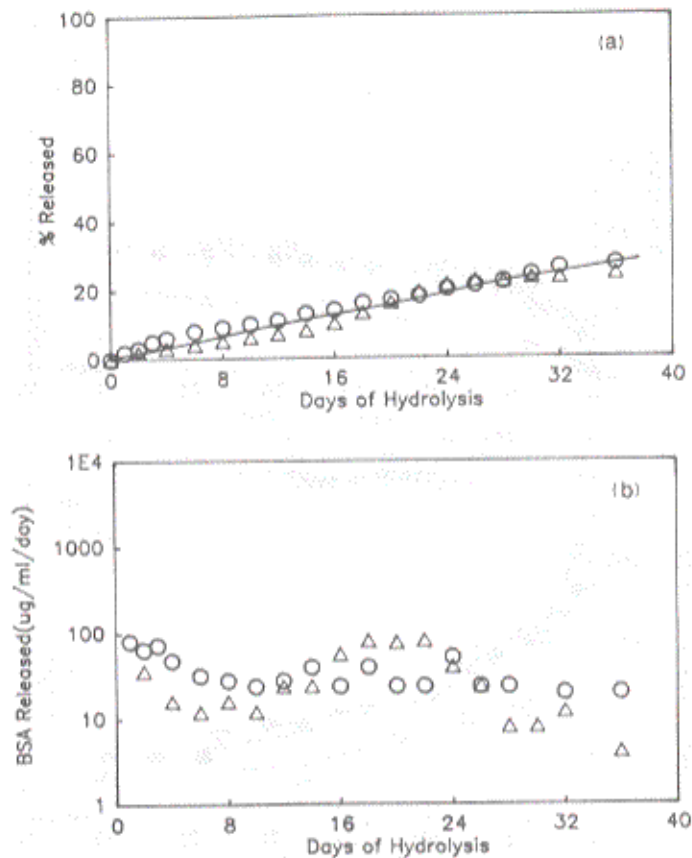 100
(a)
80
60
% Released
40
20
0
0 8 16 24 32 40
Days of Hydrolysis
1E4
(b)
1000
BSA Released(ug/ml/day)
100
10
1
0 8 16 24 32 40
Days of Hydrolysis